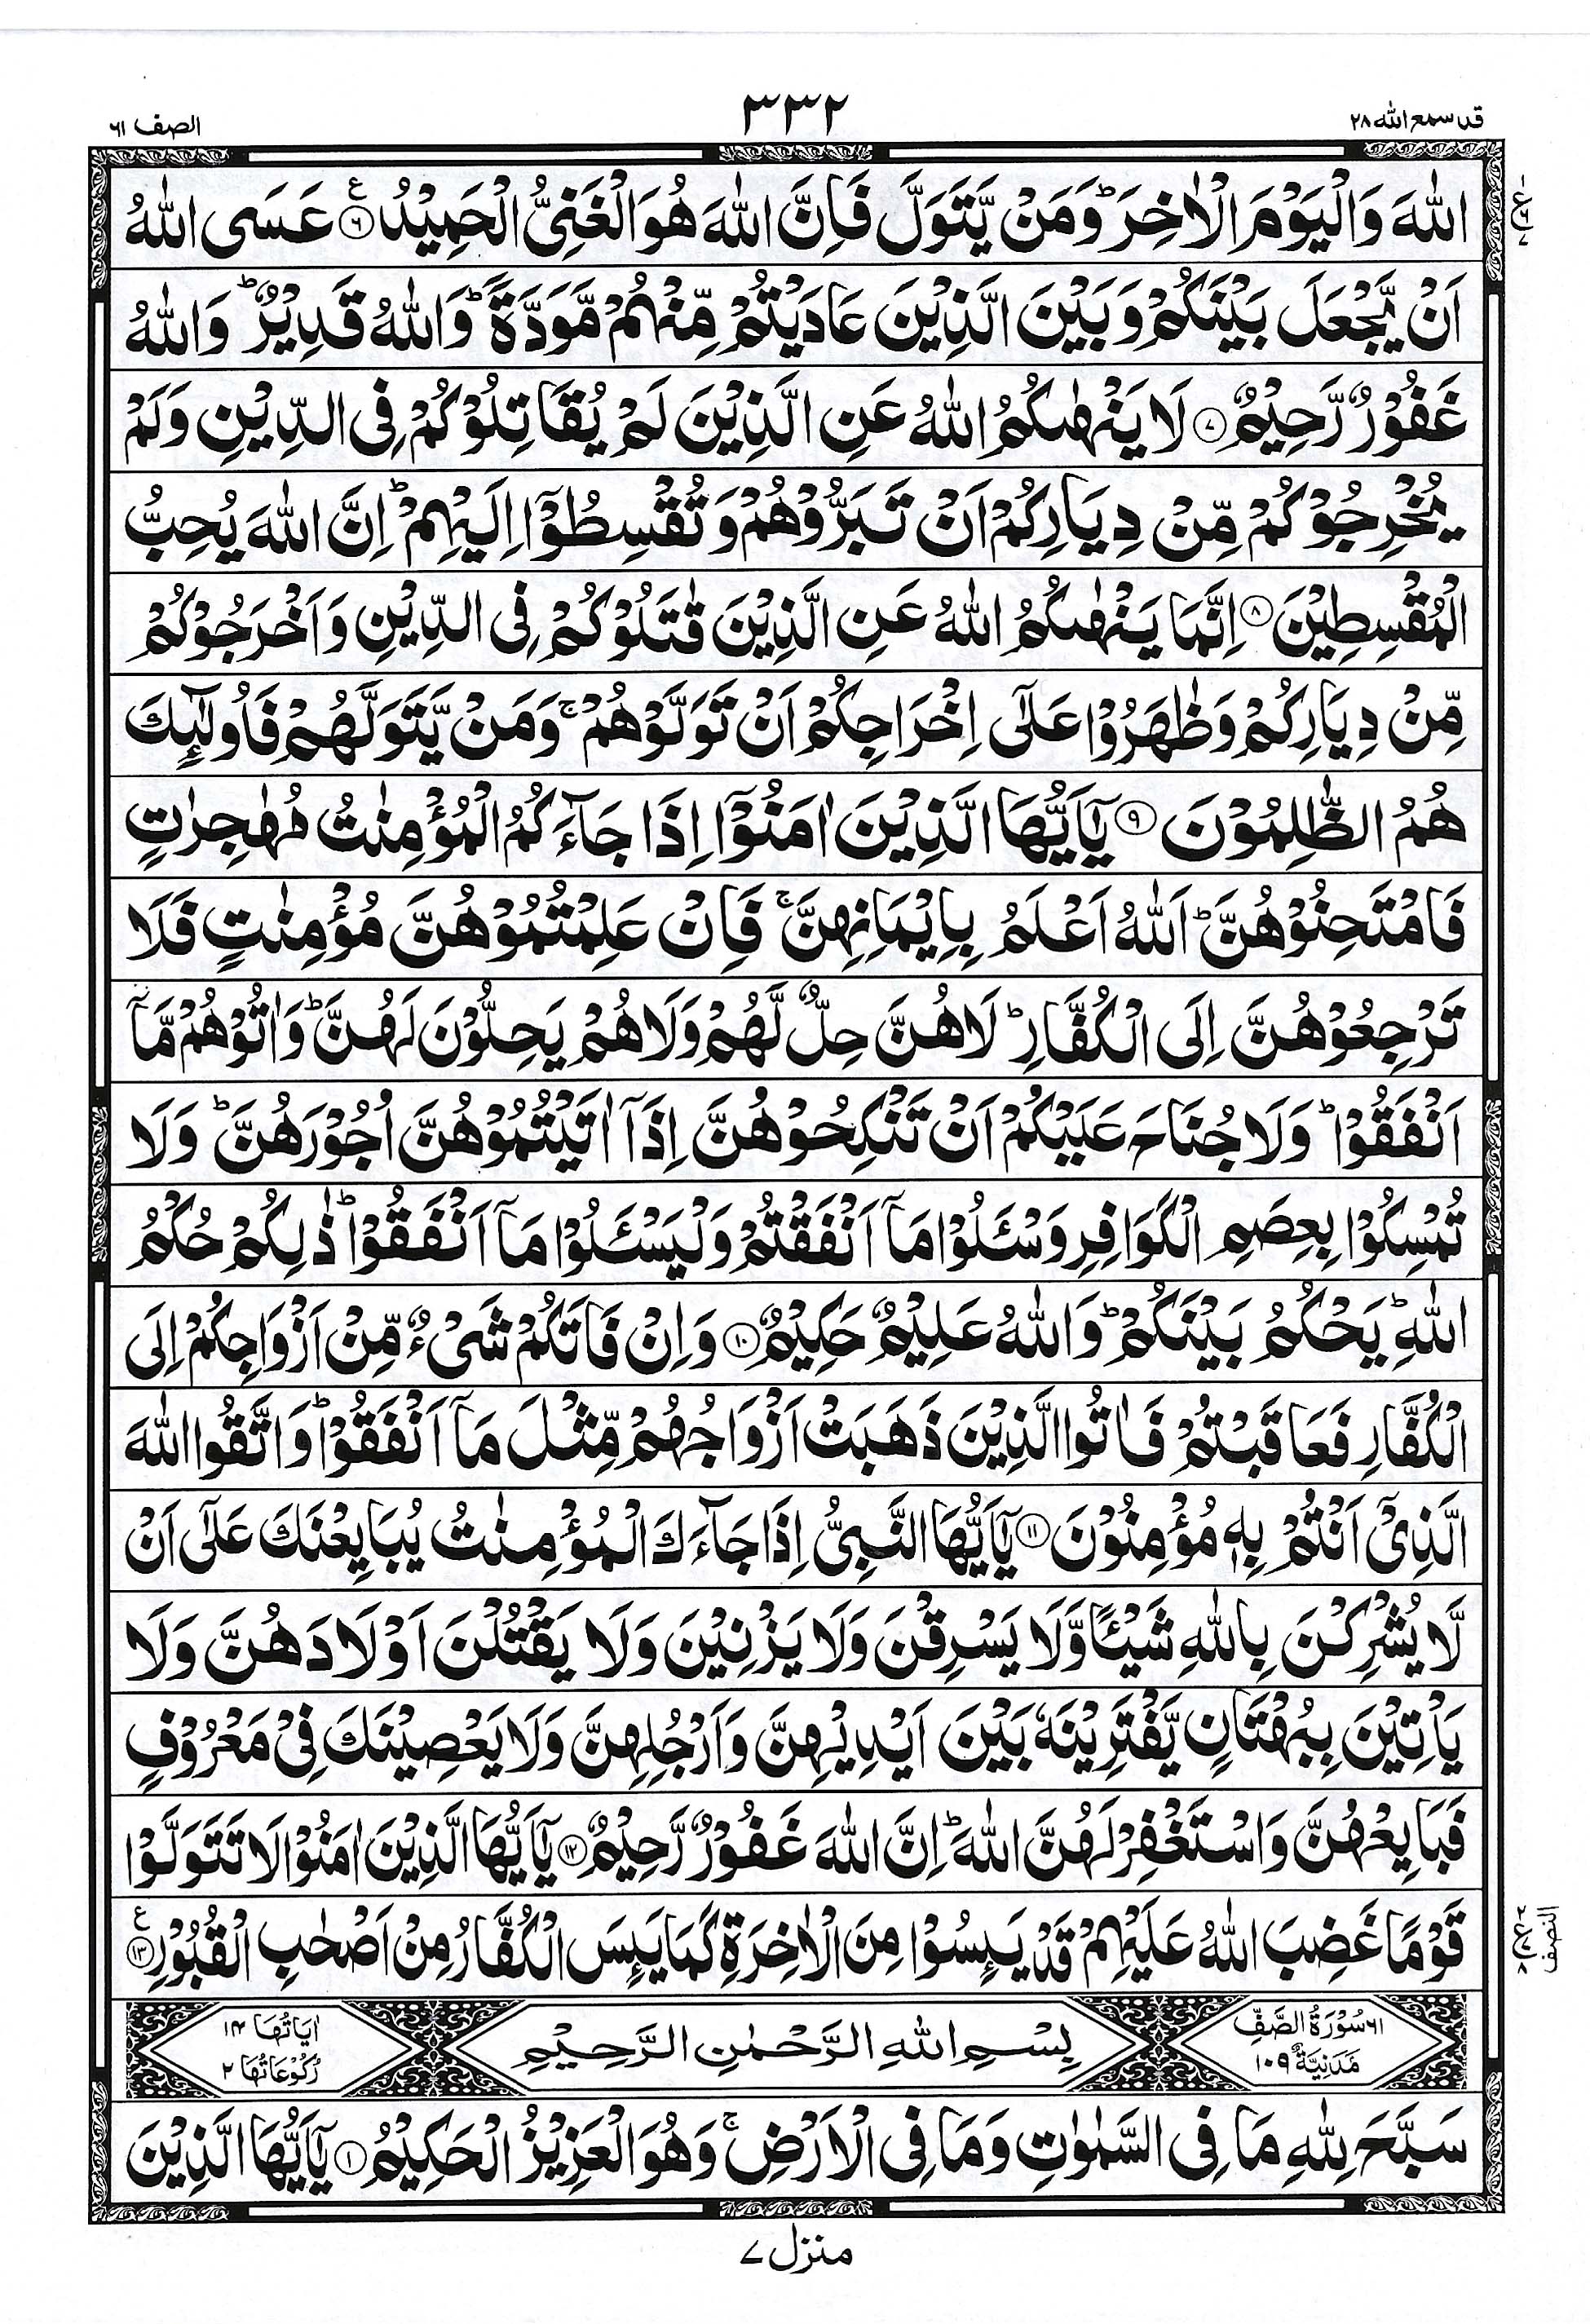 قد سمع الله ٢٨
٣٣٢
الصف ٦١
اللّٰهَ وَالْيَوْمَ الْاٰخِرَ ؕ وَمَنْ يَّتَوَلَّ فَاِنَّ اللّٰهَ هُوَ الْغَنِىُّ الْحَمِيْدُ ﴿٦﴾ ع عَسَى اللّٰهُ
اَنْ يَّجْعَلَ بَيْنَكُمْ وَبَيْنَ الَّذِيْنَ عَادَيْتُمْ مِّنْهُمْ مَّوَدَّةً ؕ وَاللّٰهُ قَدِيْرٌ ؕ وَاللّٰهُ
غَفُوْرٌ رَّحِيْمٌ ﴿٧﴾ لَا يَنْهٰىكُمُ اللّٰهُ عَنِ الَّذِيْنَ لَمْ يُقَاتِلُوْكُمْ فِى الدِّيْنِ وَلَمْ
يُخْرِجُوْكُمْ مِّنْ دِيَارِكُمْ اَنْ تَبَرُّوْهُمْ وَتُقْسِطُوْۤا اِلَيْهِمْ ؕ اِنَّ اللّٰهَ يُحِبُّ
الْمُقْسِطِيْنَ ﴿٨﴾ اِنَّمَا يَنْهٰىكُمُ اللّٰهُ عَنِ الَّذِيْنَ قٰتَلُوْكُمْ فِى الدِّيْنِ وَاَخْرَجُوْكُمْ
مِّنْ دِيَارِكُمْ وَظٰهَرُوْا عَلٰٓى اِخْرَاجِكُمْ اَنْ تَوَلَّوْهُمْ ۚ وَمَنْ يَّتَوَلَّهُمْ فَاُولٰٓئِكَ
هُمُ الظّٰلِمُوْنَ ﴿٩﴾ يٰۤاَيُّهَا الَّذِيْنَ اٰمَنُوْۤا اِذَا جَآءَكُمُ الْمُؤْمِنٰتُ مُهٰجِرٰتٍ
فَامْتَحِنُوْهُنَّ ؕ اَللّٰهُ اَعْلَمُ بِاِيْمَانِهِنَّ ۚ فَاِنْ عَلِمْتُمُوْهُنَّ مُؤْمِنٰتٍ فَلَا
تَرْجِعُوْهُنَّ اِلَى الْكُفَّارِ ؕ لَا هُنَّ حِلٌّ لَّهُمْ وَلَا هُمْ يَحِلُّوْنَ لَهُنَّ ؕ وَاٰتُوْهُمْ مَّاۤ
اَنْفَقُوْا ؕ وَلَا جُنَاحَ عَلَيْكُمْ اَنْ تَنْكِحُوْهُنَّ اِذَاۤ اٰتَيْتُمُوْهُنَّ اُجُوْرَهُنَّ ؕ وَلَا
تُمْسِكُوْا بِعِصَمِ الْكَوَافِرِ وَسْئَلُوْا مَاۤ اَنْفَقْتُمْ وَلْيَسْئَلُوْا مَاۤ اَنْفَقُوْا ؕ ذٰلِكُمْ حُكْمُ
اللّٰهِ ؕ يَحْكُمُ بَيْنَكُمْ ؕ وَاللّٰهُ عَلِيْمٌ حَكِيْمٌ ﴿١٠﴾ وَاِنْ فَاتَكُمْ شَىْءٌ مِّنْ اَزْوَاجِكُمْ اِلَى
الْكُفَّارِ فَعَاقَبْتُمْ فَاٰتُوا الَّذِيْنَ ذَهَبَتْ اَزْوَاجُهُمْ مِّثْلَ مَاۤ اَنْفَقُوْا ؕ وَاتَّقُوا اللّٰهَ
الَّذِىْۤ اَنْتُمْ بِهٖ مُؤْمِنُوْنَ ﴿١١﴾ يٰۤاَيُّهَا النَّبِىُّ اِذَا جَآءَكَ الْمُؤْمِنٰتُ يُبَايِعْنَكَ عَلٰٓى اَنْ
لَّا يُشْرِكْنَ بِاللّٰهِ شَيْئًا وَّلَا يَسْرِقْنَ وَلَا يَزْنِيْنَ وَلَا يَقْتُلْنَ اَوْلَادَهُنَّ وَلَا
يَاْتِيْنَ بِبُهْتَانٍ يَّفْتَرِيْنَهٗ بَيْنَ اَيْدِيْهِنَّ وَاَرْجُلِهِنَّ وَلَا يَعْصِيْنَكَ فِىْ مَعْرُوْفٍ
فَبَايِعْهُنَّ وَاسْتَغْفِرْ لَهُنَّ اللّٰهَ ؕ اِنَّ اللّٰهَ غَفُوْرٌ رَّحِيْمٌ ﴿١٢﴾ يٰۤاَيُّهَا الَّذِيْنَ اٰمَنُوْا لَا تَتَوَلَّوْا
قَوْمًا غَضِبَ اللّٰهُ عَلَيْهِمْ قَدْ يَئِسُوْا مِنَ الْاٰخِرَةِ كَمَا يَئِسَ الْكُفَّارُ مِنْ اَصْحٰبِ الْقُبُوْرِ ﴿١٣﴾ ع
النصف
٦١ سُوْرَةُ الصَّفِّ
مَدَنِيَّةٌ ١٠٩
بِسْمِ اللّٰهِ الرَّحْمٰنِ الرَّحِيْمِ
اٰيَاتُهَا ١٤
رُكُوْعَاتُهَا ٢
سَبَّحَ لِلّٰهِ مَا فِى السَّمٰوٰتِ وَمَا فِى الْاَرْضِ ۚ وَهُوَ الْعَزِيْزُ الْحَكِيْمُ ﴿١﴾ يٰۤاَيُّهَا الَّذِيْنَ
منزل ٧